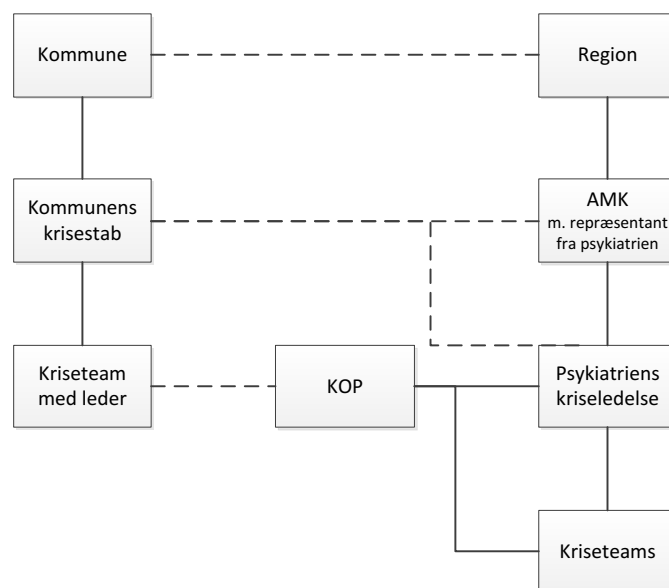 Kommune
Region
Kommunens
krisestab
AMK
m. repræsentant
fra psykiatrien
Kriseteam
med leder
KOP
Psykiatriens
kriseledelse
Kriseteams